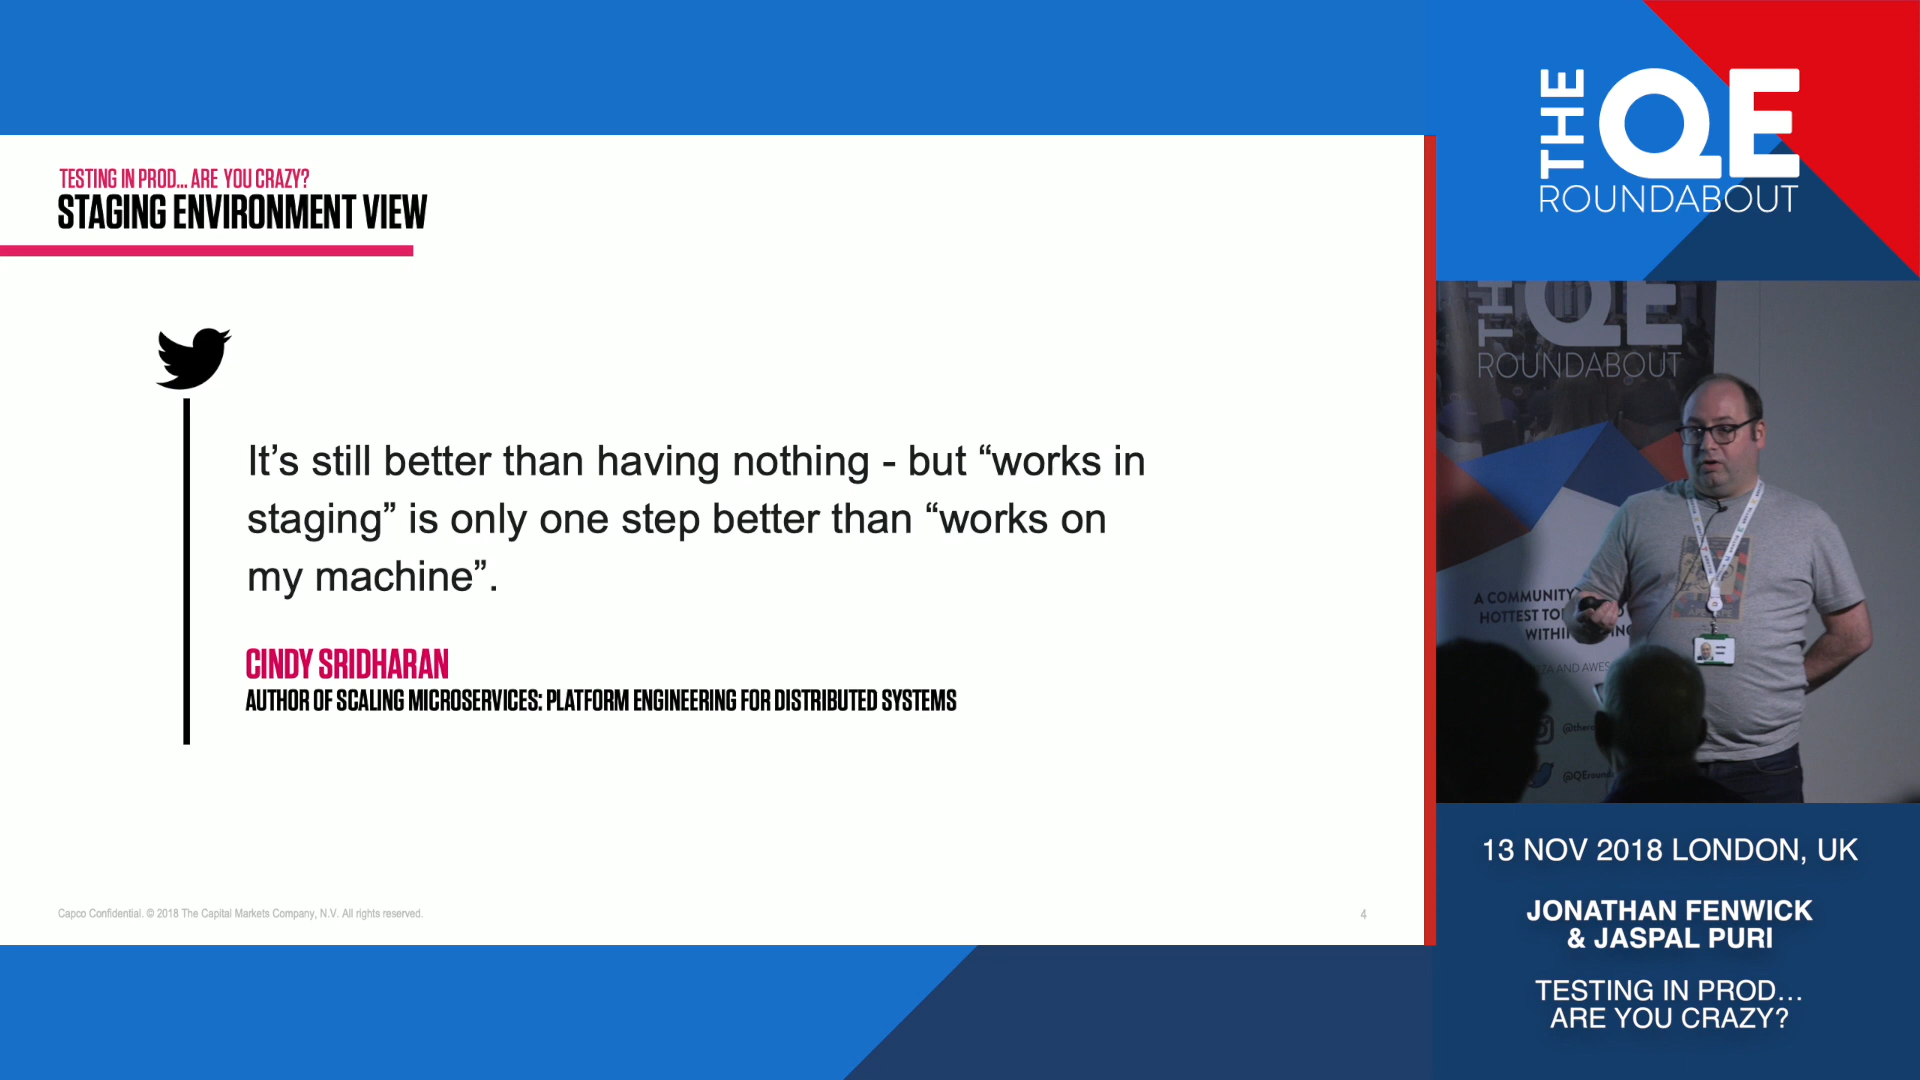 TESTING IN PROD... ARE YOU CRAZY?
STAGING ENVIRONMENT VIEW
It’s still better than having nothing - but “works in
staging” is only one step better than “works on
my machine”.
CINDY SRIDHARAN
AUTHOR OF SCALING MICROSERVICES: PLATFORM ENGINEERING FOR DISTRIBUTED SYSTEMS
Capco Confidential. © 2018 The Capital Markets Company, N.V. All rights reserved.
4
THE QE
ROUNDABOUT
THE QE
ROUNDABOUT
A COMMUNITY
HOTTEST
AND
13 NOV 2018 LONDON, UK
JONATHAN FENWICK
& JASPAL PURI
TESTING IN PROD...
ARE YOU CRAZY?